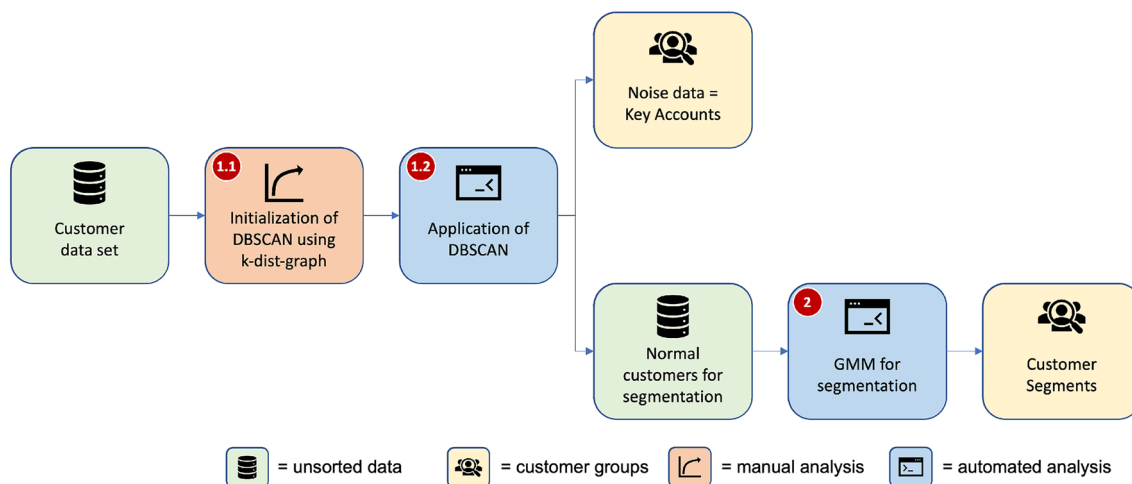 Noise data =
Key Accounts
Customer
data set
1.1
Initialization of
DBSCAN using
k-dist-graph
1.2
Application of
DBSCAN
Normal
customers for
segmentation
2
GMM for
segmentation
Customer
Segments
= unsorted data
= customer groups
= manual analysis
= automated analysis